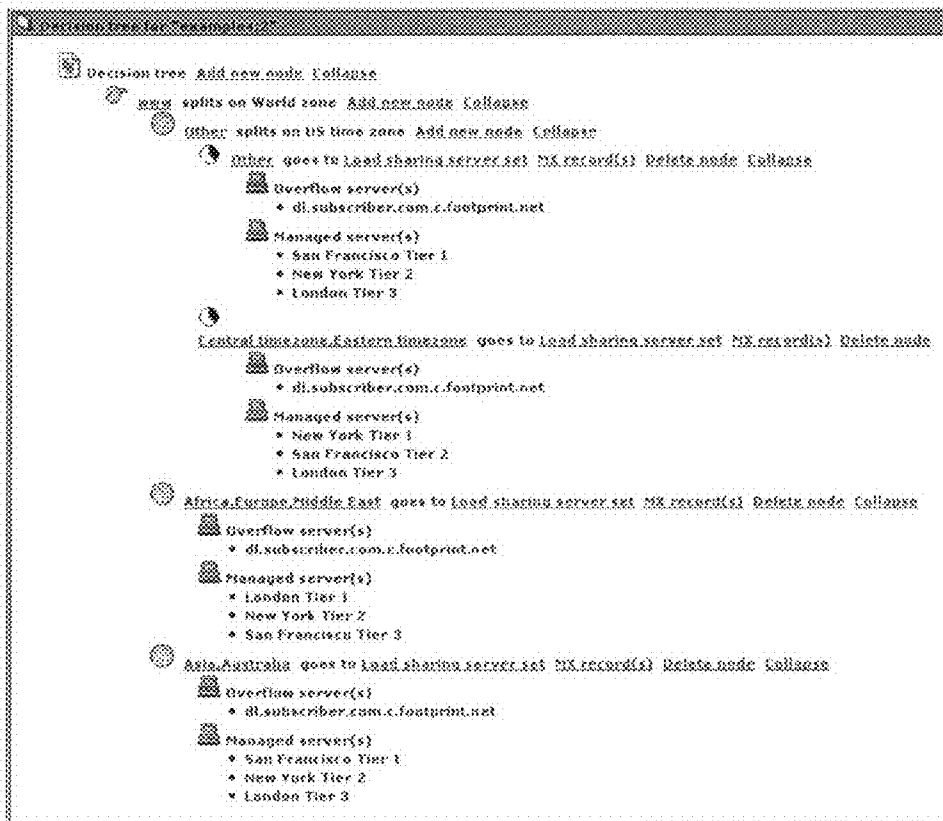 Decision tree for "examples:2"
Decision tree Add new node Collapse
www splits on World zone Add new node Collapse
Other splits on US time zone Add new node Collapse
Other goes to Load sharing server set MX record(s) Delete node Collapse
Overflow server(s)
• dl.subscriber.com.c.footprint.net
Managed server(s)
• San Francisco Tier 1
• New York Tier 2
• London Tier 3
Central timezone,Eastern timezone goes to Load sharing server set MX record(s) Delete node
Overflow server(s)
• dl.subscriber.com.c.footprint.net
Managed server(s)
• New York Tier 1
• San Francisco Tier 2
• London Tier 3
Africa,Europe,Middle East goes to Load sharing server set MX record(s) Delete node Collapse
Overflow server(s)
• dl.subscriber.com.c.footprint.net
Managed server(s)
• London Tier 1
• New York Tier 2
• San Francisco Tier 3
Asia,Australia goes to Load sharing server set MX record(s) Delete node Collapse
Overflow server(s)
• dl.subscriber.com.c.footprint.net
Managed server(s)
• San Francisco Tier 1
• New York Tier 2
• London Tier 3